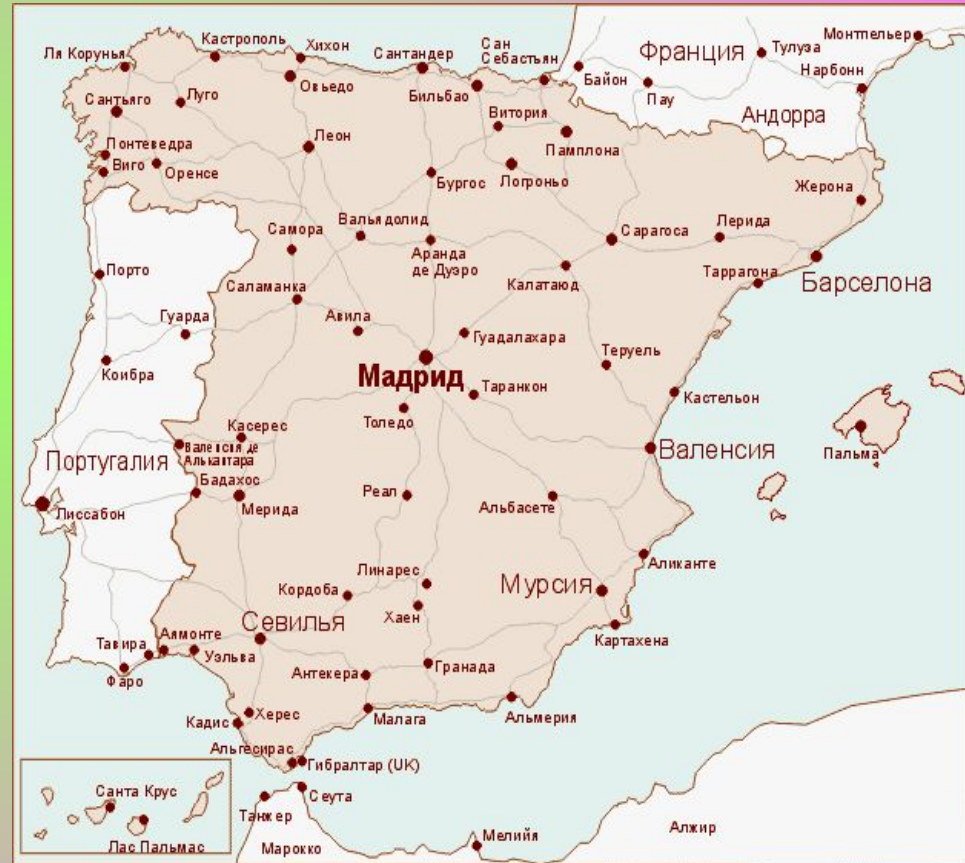 Монтпельер
Кастрополь
Хихон
Сан
Себастьян
Франция
Тулуза
Ля Корунья
Сантандер
Нарбонн
Байон
Овьедо
Бильбао
Пау
Сантьяго
Луго
Витория
Андорра
Леон
Памплона
Понтеведра
Виго
Оренсе
Бургос
Логроньо
Жерона
Вальядолид
Самора
Сарагоса
Лерида
Аранда
де Дуэро
Порто
Таррагона
Барселона
Саламанка
Калатаюд
Гуарда
Авила
Гуадалахара
Теруель
Коибра
Мадрид
Таранкон
Кастельон
Толедо
Касерес
Пальма
Валенсия
Португалия
Валенсия де
Алькантара
Бадахос
Реал
Альбасете
Лиссабон
Мерида
Аликанте
Линарес
Мурсия
Кордоба
Хаен
Севилья
Картахена
Тавира
Аямонте
Уэльва
Гранада
Антекера
Фаро
Херес
Малага
Альмерия
Кадис
Альгесирас
Гибралтар (UK)
Санта Крус
Сеута
Танжер
Мелийя
Алжир
Лас Пальмас
Марокко